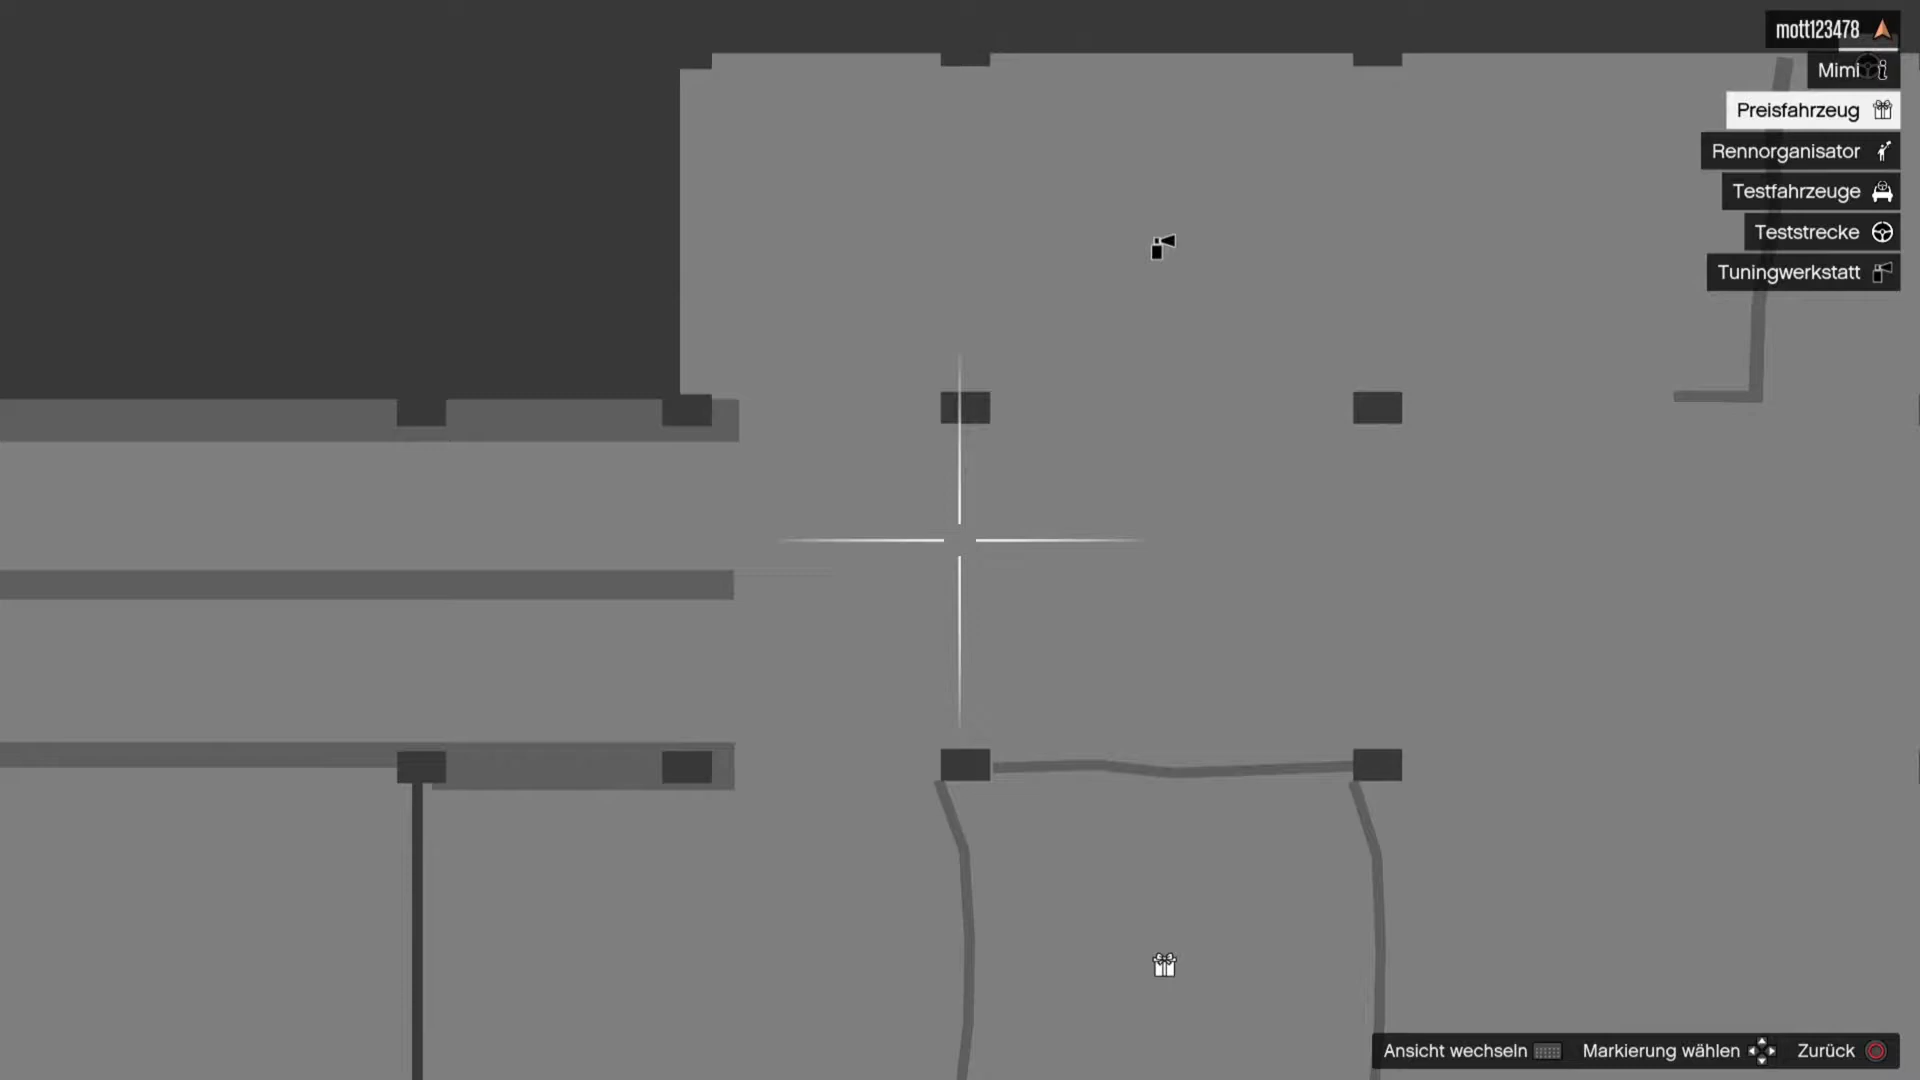 mott123478
Mimi
Preisfahrzeug
Rennorganisator
Testfahrzeuge
Teststrecke
Tuningwerkstatt
Ansicht wechseln Markierung wählen Zurück